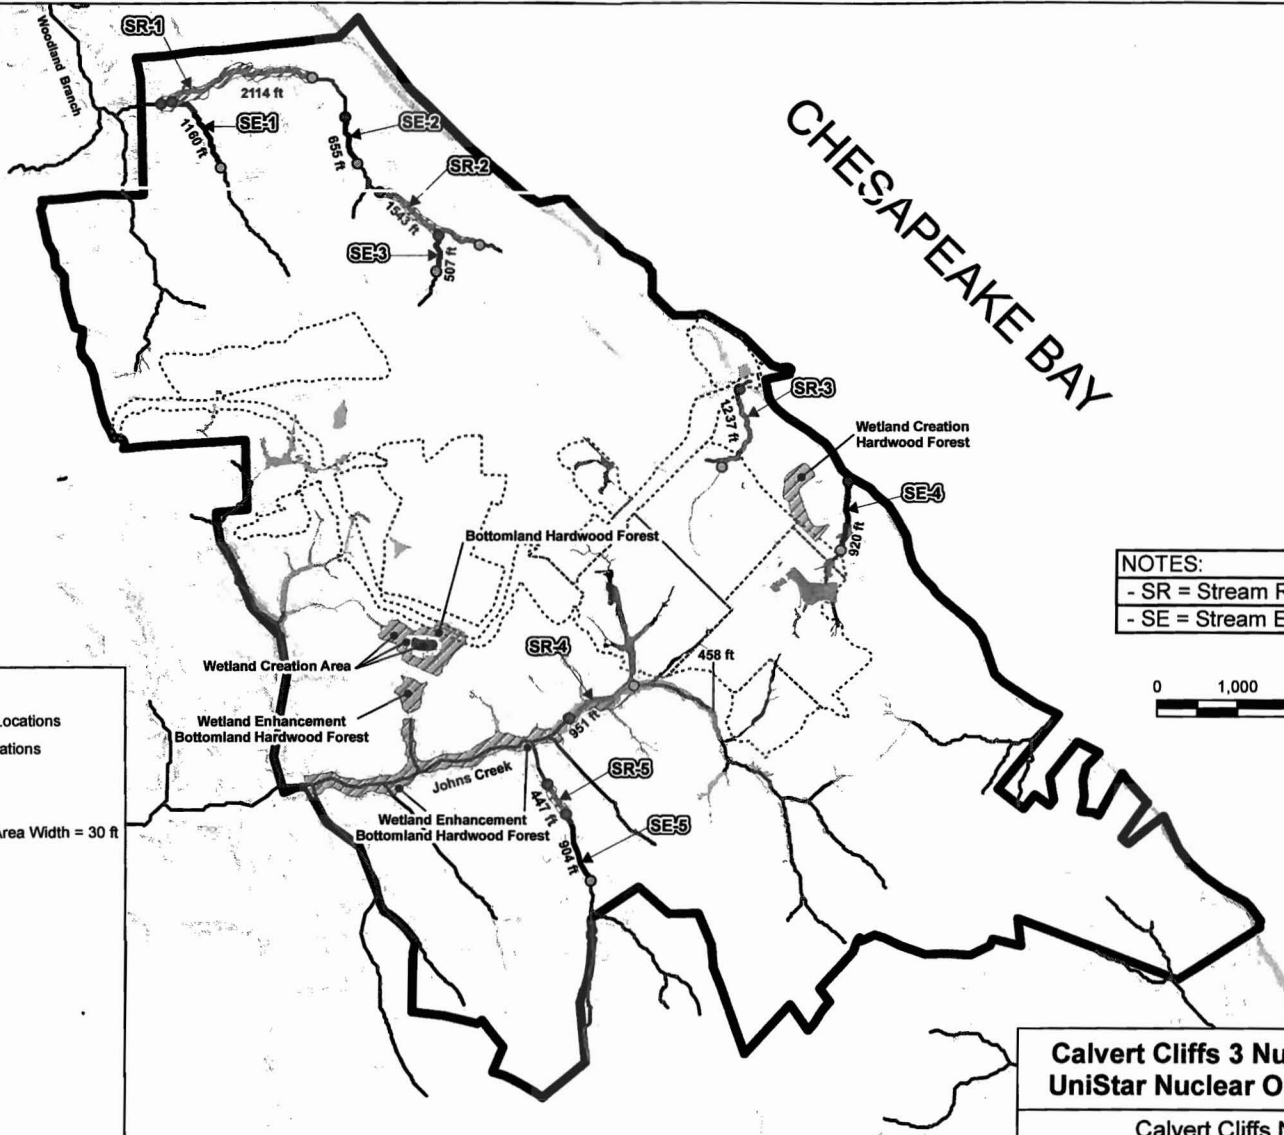 SR-1
Woodland Branch
2114 ft
SE-1
1160 ft
SE-2
655 ft
SR-2
1543 ft
SE-3
507 ft
CHESAPEAKE BAY
SR-3
1237 ft
Wetland Creation
Hardwood Forest
SE-4
920 ft
Bottomland Hardwood Forest
NOTES:
- SR = Stream R
- SE = Stream E
Wetland Creation Area
SR-4
458 ft
0 1,000
Wetland Enhancement
Bottomland Hardwood Forest
951 ft
Locations
ations
Johns Creek
SR-5
447 ft
Wetland Enhancement
Bottomland Hardwood Forest
SE-5
904 ft
Area Width = 30 ft
Calvert Cliffs 3 Nu
UniStar Nuclear O
Calvert Cliffs N